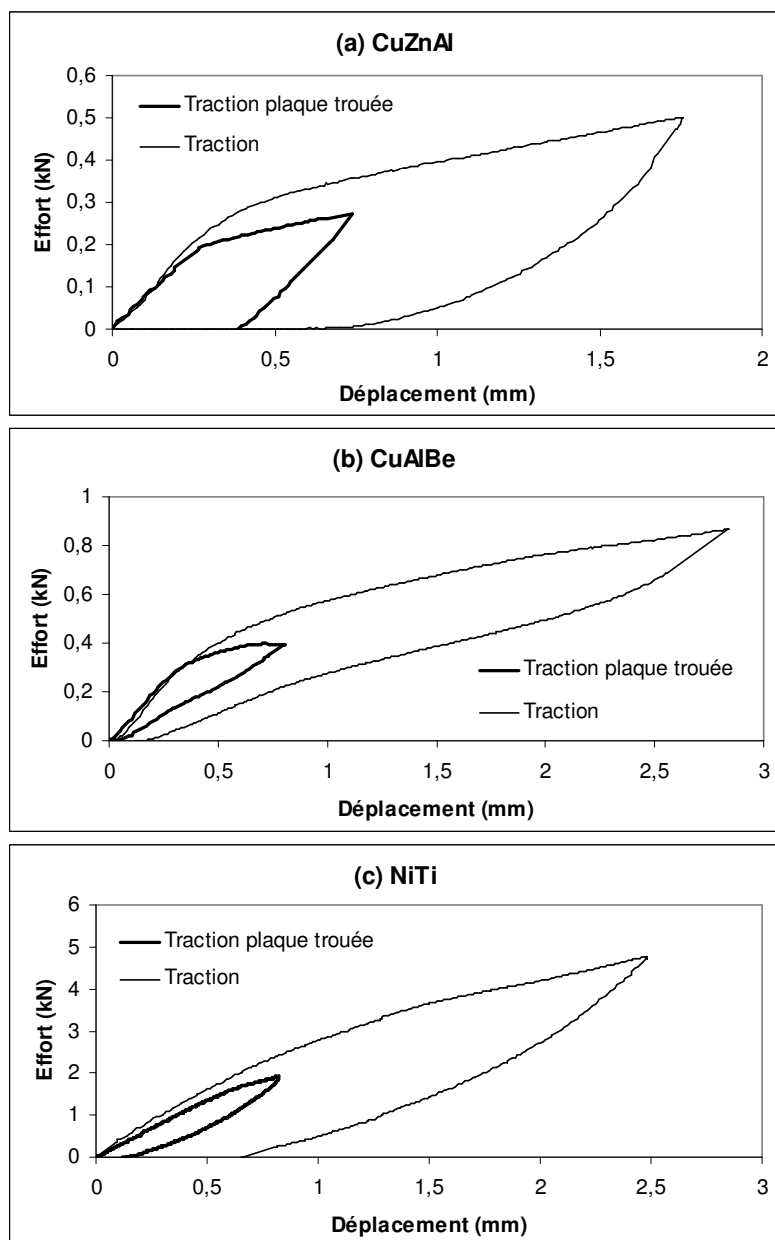 (a) CuZnAl
0,6
0,5
0,4
0,3
0,2
0,1
0
Effort (kN)
Traction plaque trouée
Traction
0 0,5 1 1,5 2
Déplacement (mm)
(b) CuAlBe
1
0,8
0,6
0,4
0,2
0
Effort (kN)
Traction plaque trouée
Traction
0 0,5 1 1,5 2 2,5 3
Déplacement (mm)
(c) NiTi
6
5
4
3
2
1
0
Effort (kN)
Traction plaque trouée
Traction
0 0,5 1 1,5 2 2,5 3
Déplacement (mm)